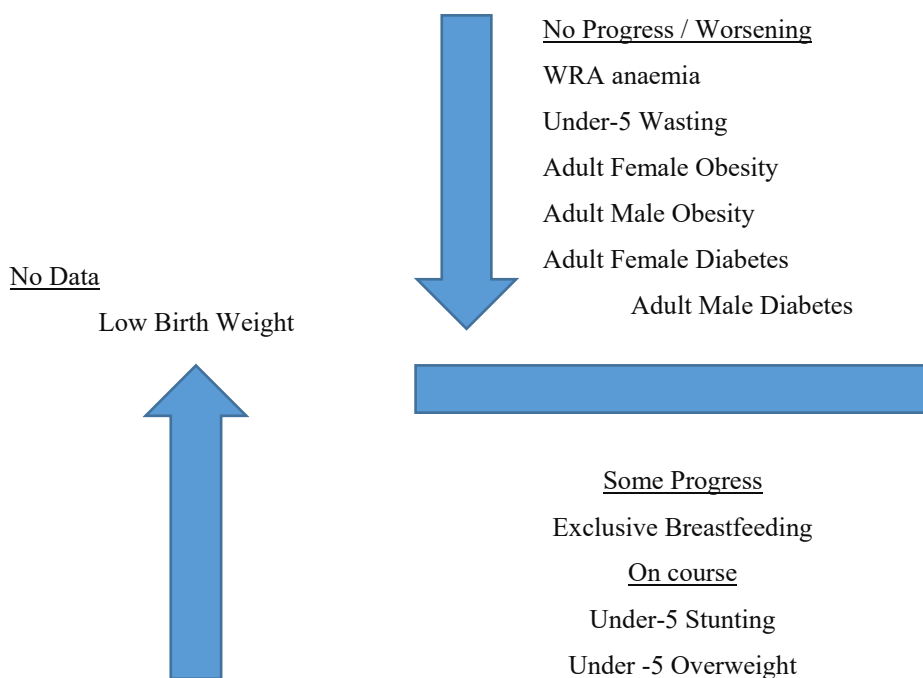 No Progress / Worsening
WRA anaemia
Under-5 Wasting
Adult Female Obesity
Adult Male Obesity
Adult Female Diabetes
Adult Male Diabetes
No Data
Low Birth Weight
Some Progress
Exclusive Breastfeeding
On course
Under-5 Stunting
Under -5 Overweight